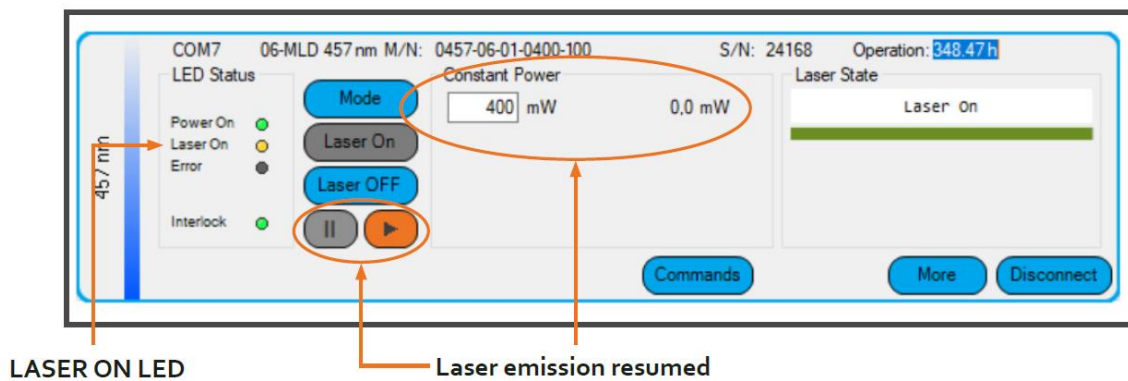 COM7 06-MLD 457 nm M/N: 0457-06-01-0400-100 S/N: 24168 Operation: 348.47 h
LED Status
Constant Power
Laser State
Power On
Laser On
Error
Interlock
Mode
Laser On
Laser OFF
400 mW 0,0 mW
Laser On
457 nm
Commands
More
Disconnect
LASER ON LED
Laser emission resumed